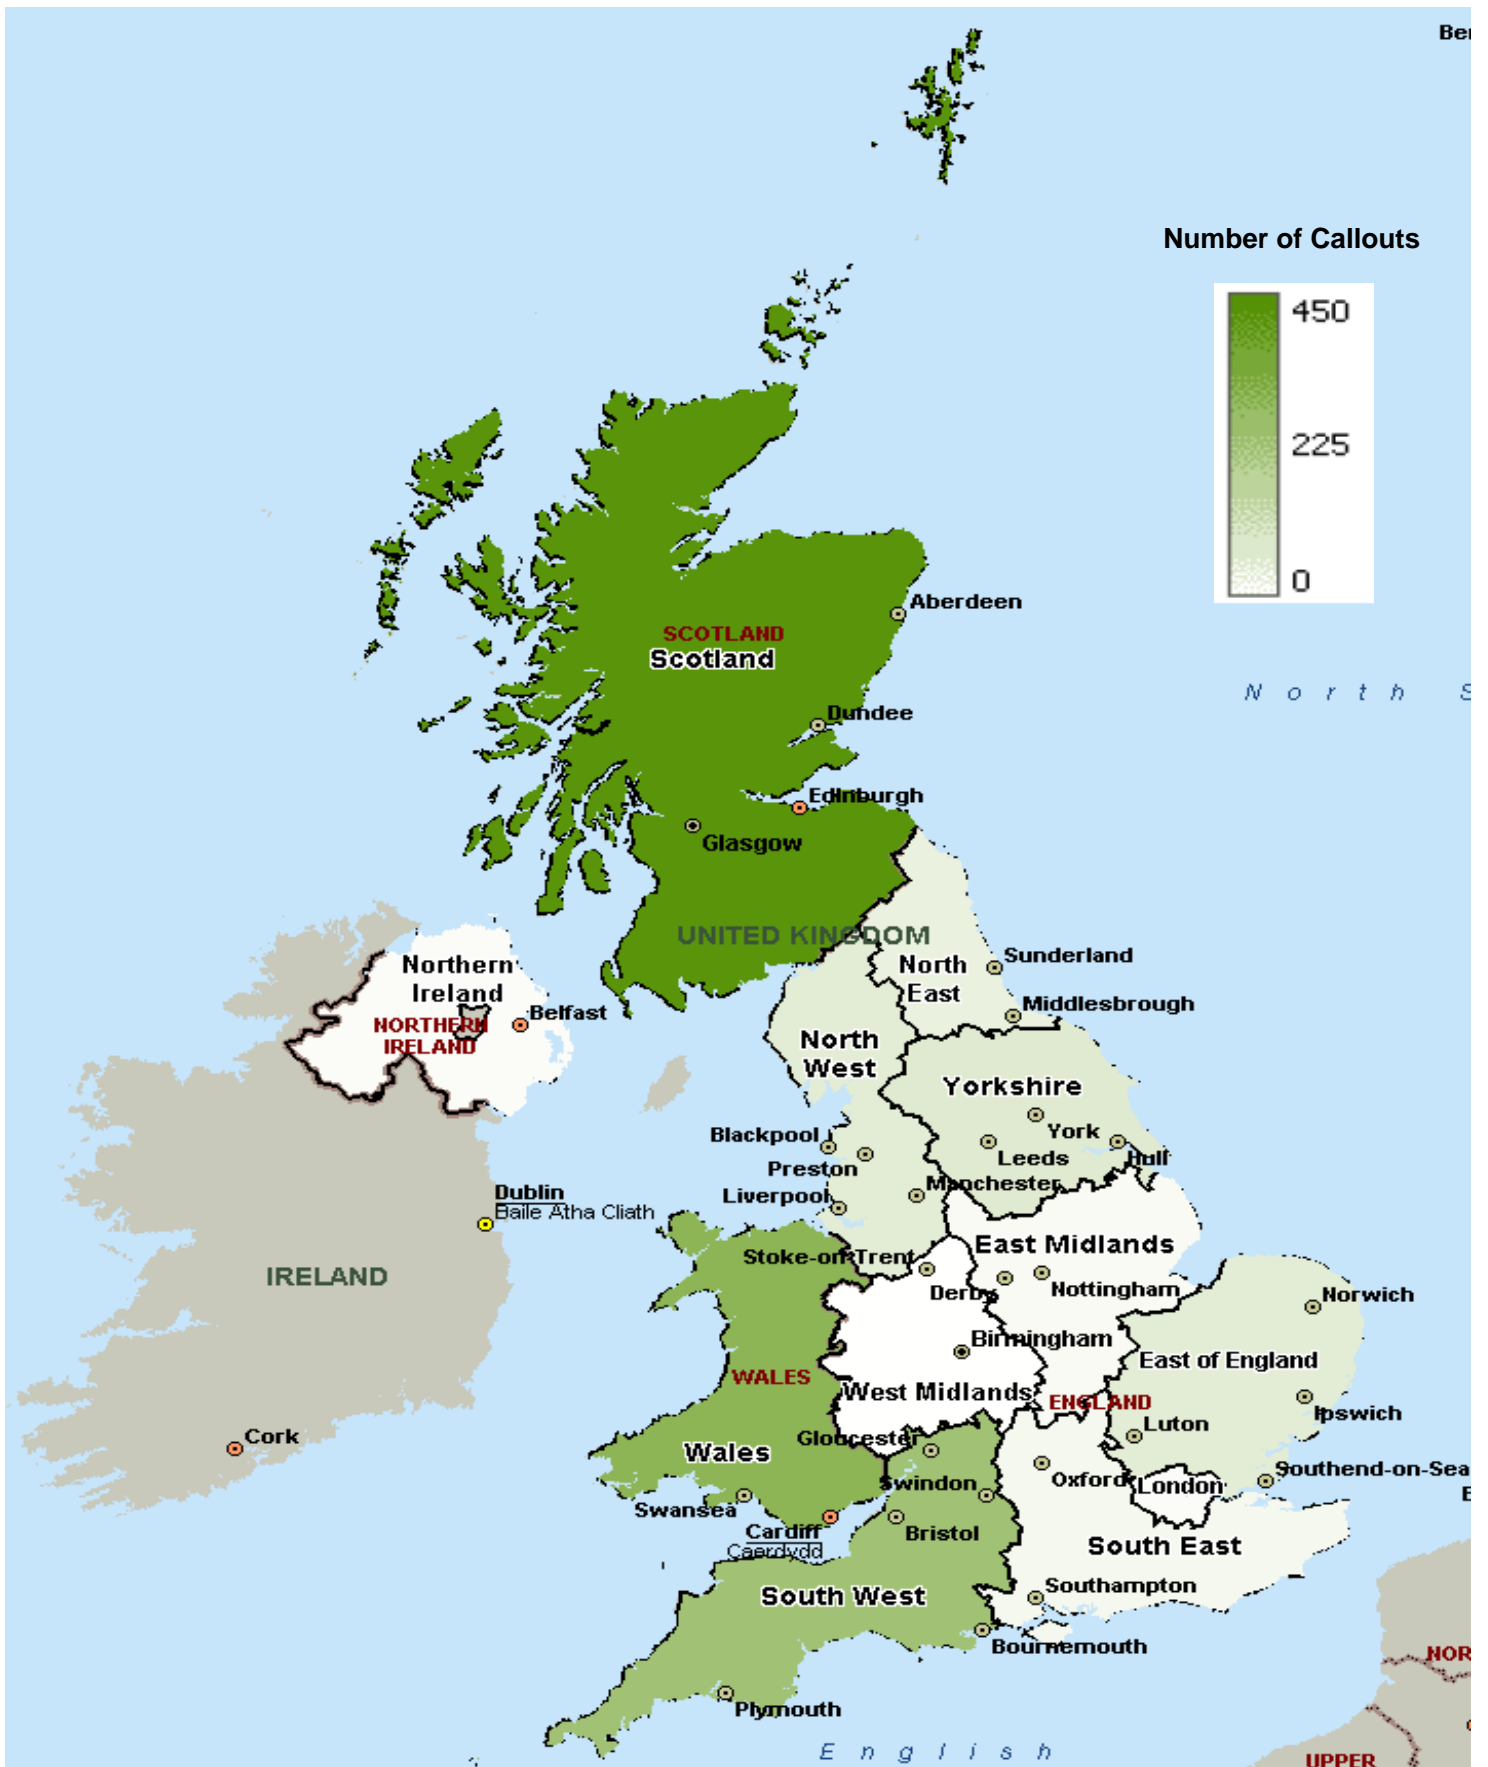 Ber
Number of Callouts
450
225
0
Aberdeen
SCOTLAND
Scotland
North S
Dundee
Edinburgh
Glasgow
UNITED KINGDOM
Northern
Ireland
North
East
Sunderland
Middlesbrough
Belfast
NORTHERN
IRELAND
North
West
Yorkshire
York
Leeds
Hull
Blackpool
Preston
Manchester
Liverpool
Dublin
Baile Atha Cliath
East Midlands
Stoke-on-Trent
IRELAND
Derby
Nottingham
Norwich
Birmingham
East of England
WALES
West Midlands
ENGLAND
Ipswich
Luton
Cork
Gloucester
Wales
Oxford
London
Southend-on-Sea
Swindon
Swansea
Cardiff
Caerdydd
Bristol
South East
South West
Southampton
Bournemouth
NOR
Plymouth
English
UPPER